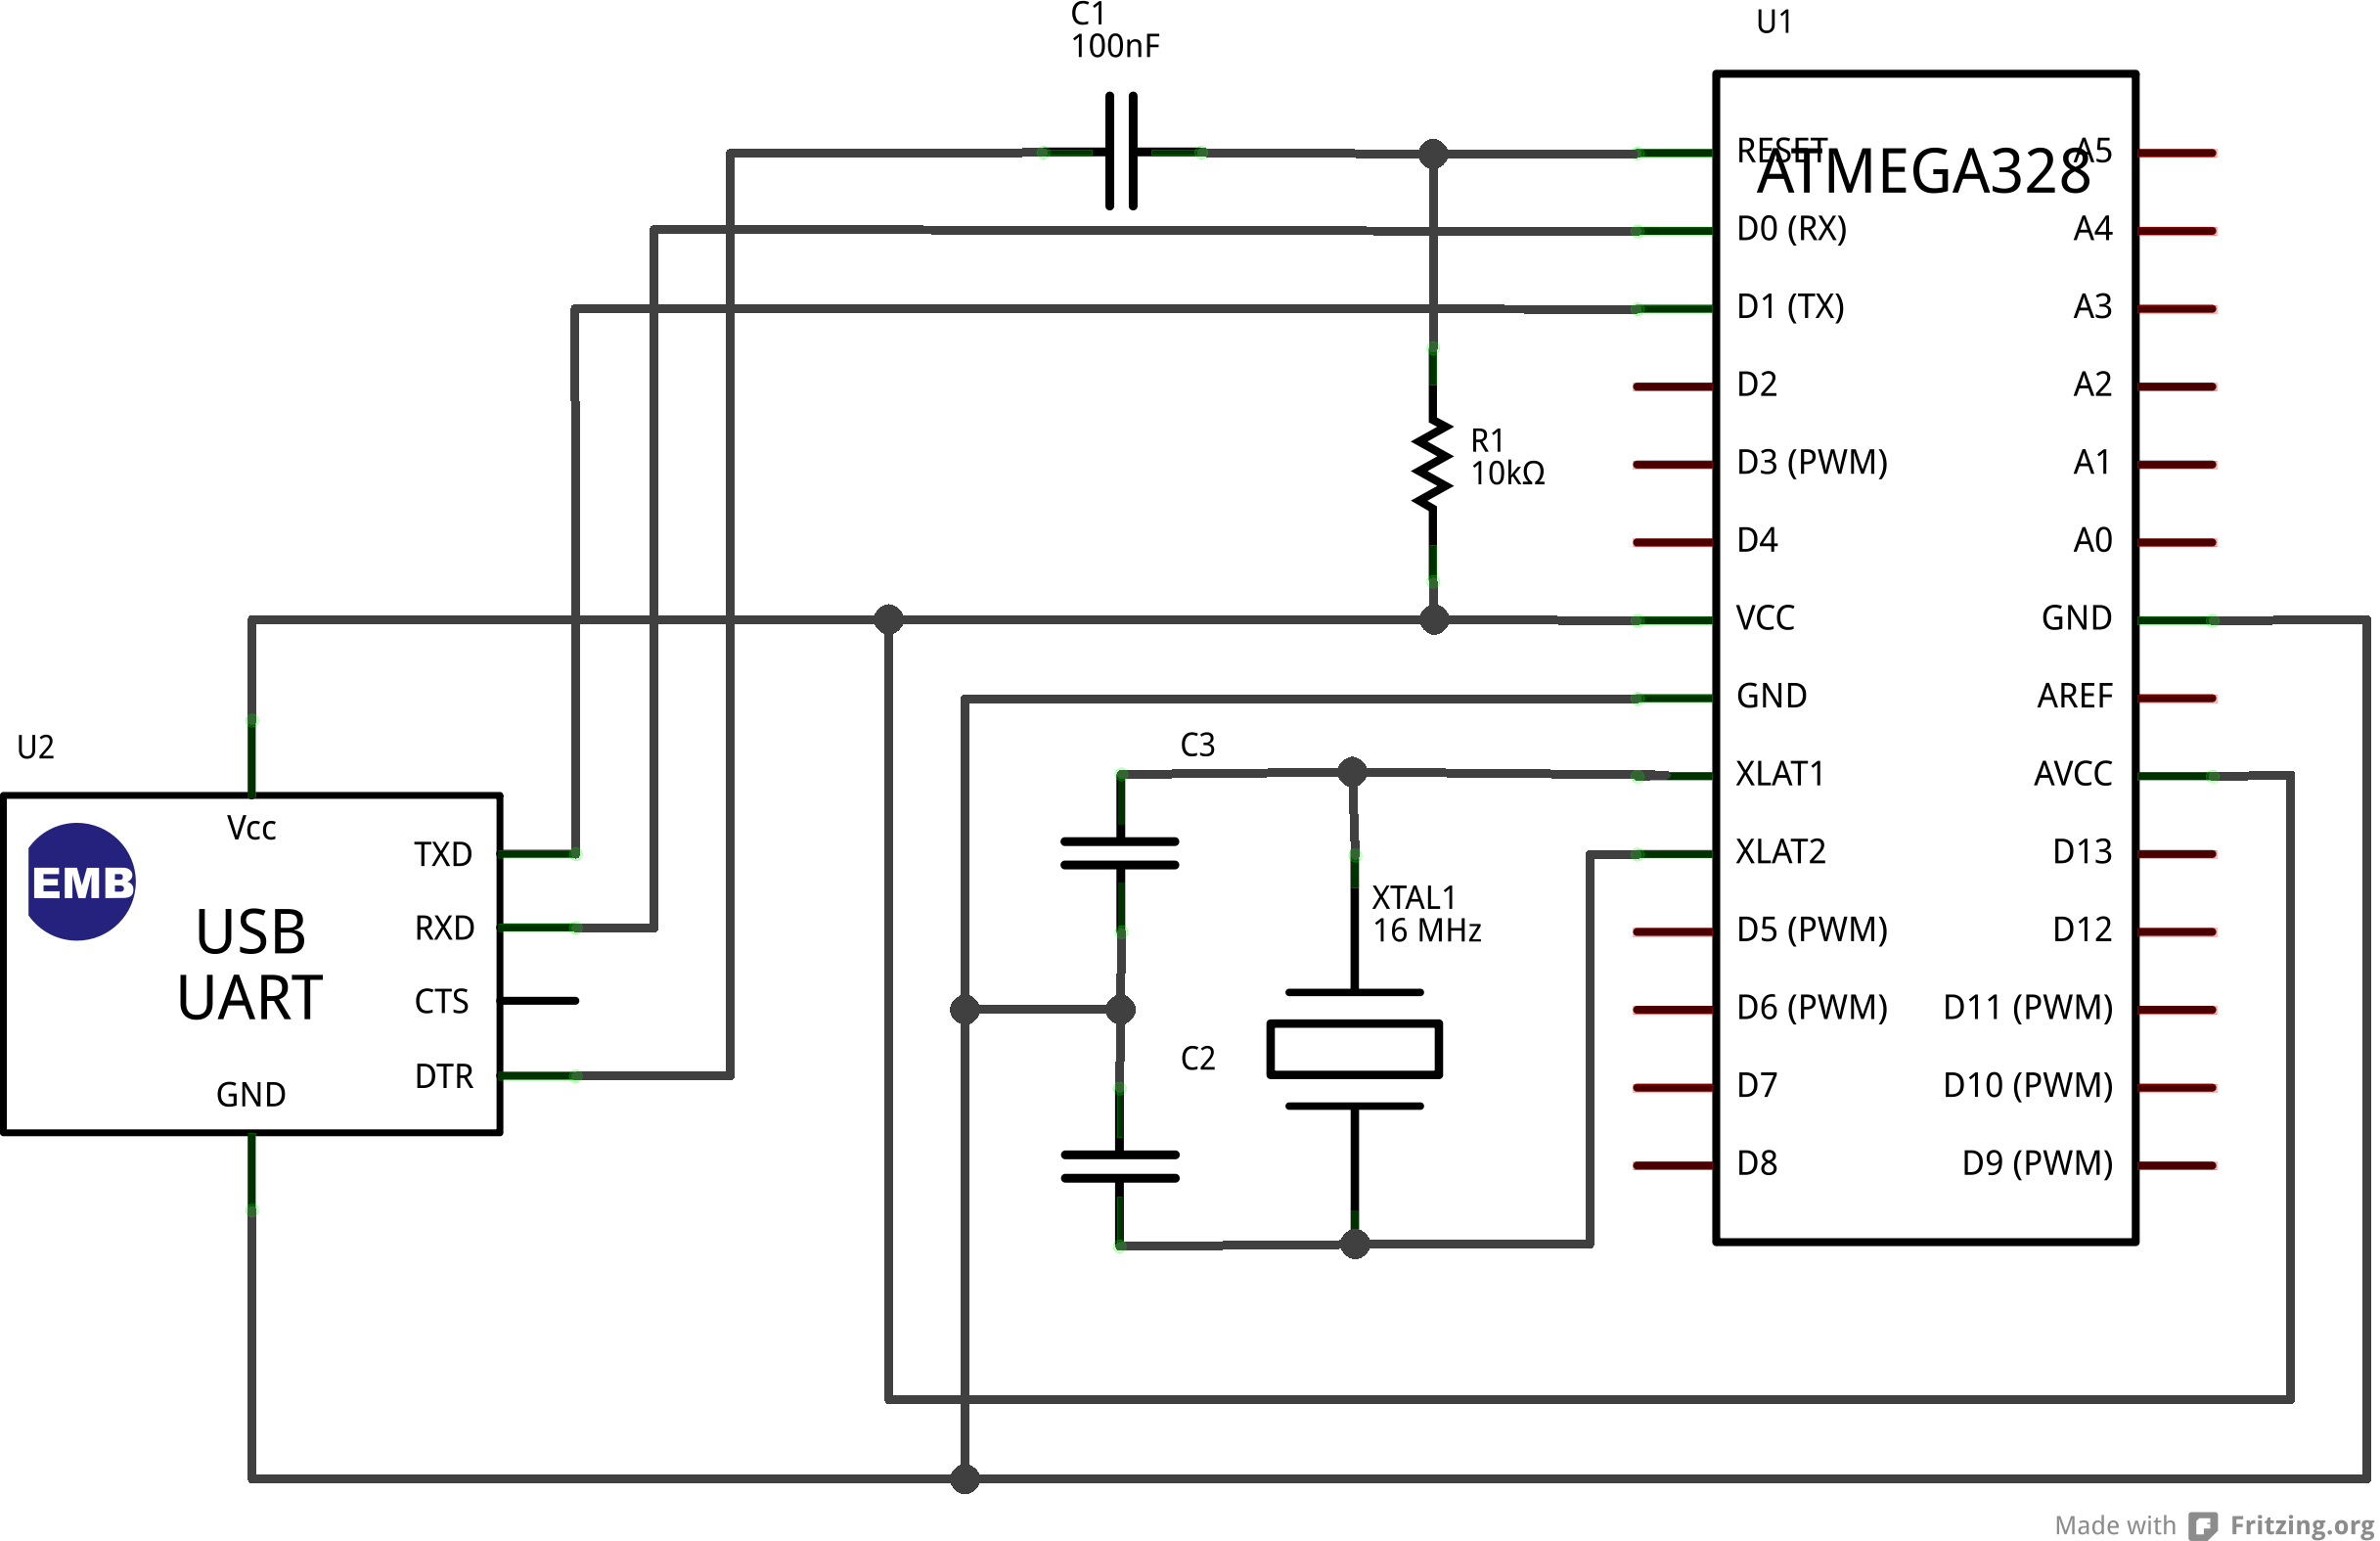 C1
100nF
U1
ATMEGA328
RESET
A5
D0 (RX)
A4
D1 (TX)
A3
D2
A2
D3 (PWM)
A1
R1
10kΩ
D4
A0
VCC
GND
GND
AREF
C3
XLAT1
AVCC
U2
Vcc
TXD
XLAT2
D13
EMB
USB
UART
RXD
XTAL1
16 MHz
D5 (PWM)
D12
CTS
D6 (PWM)
D11 (PWM)
C2
DTR
GND
D7
D10 (PWM)
D8
D9 (PWM)
Made with Fritzing.org